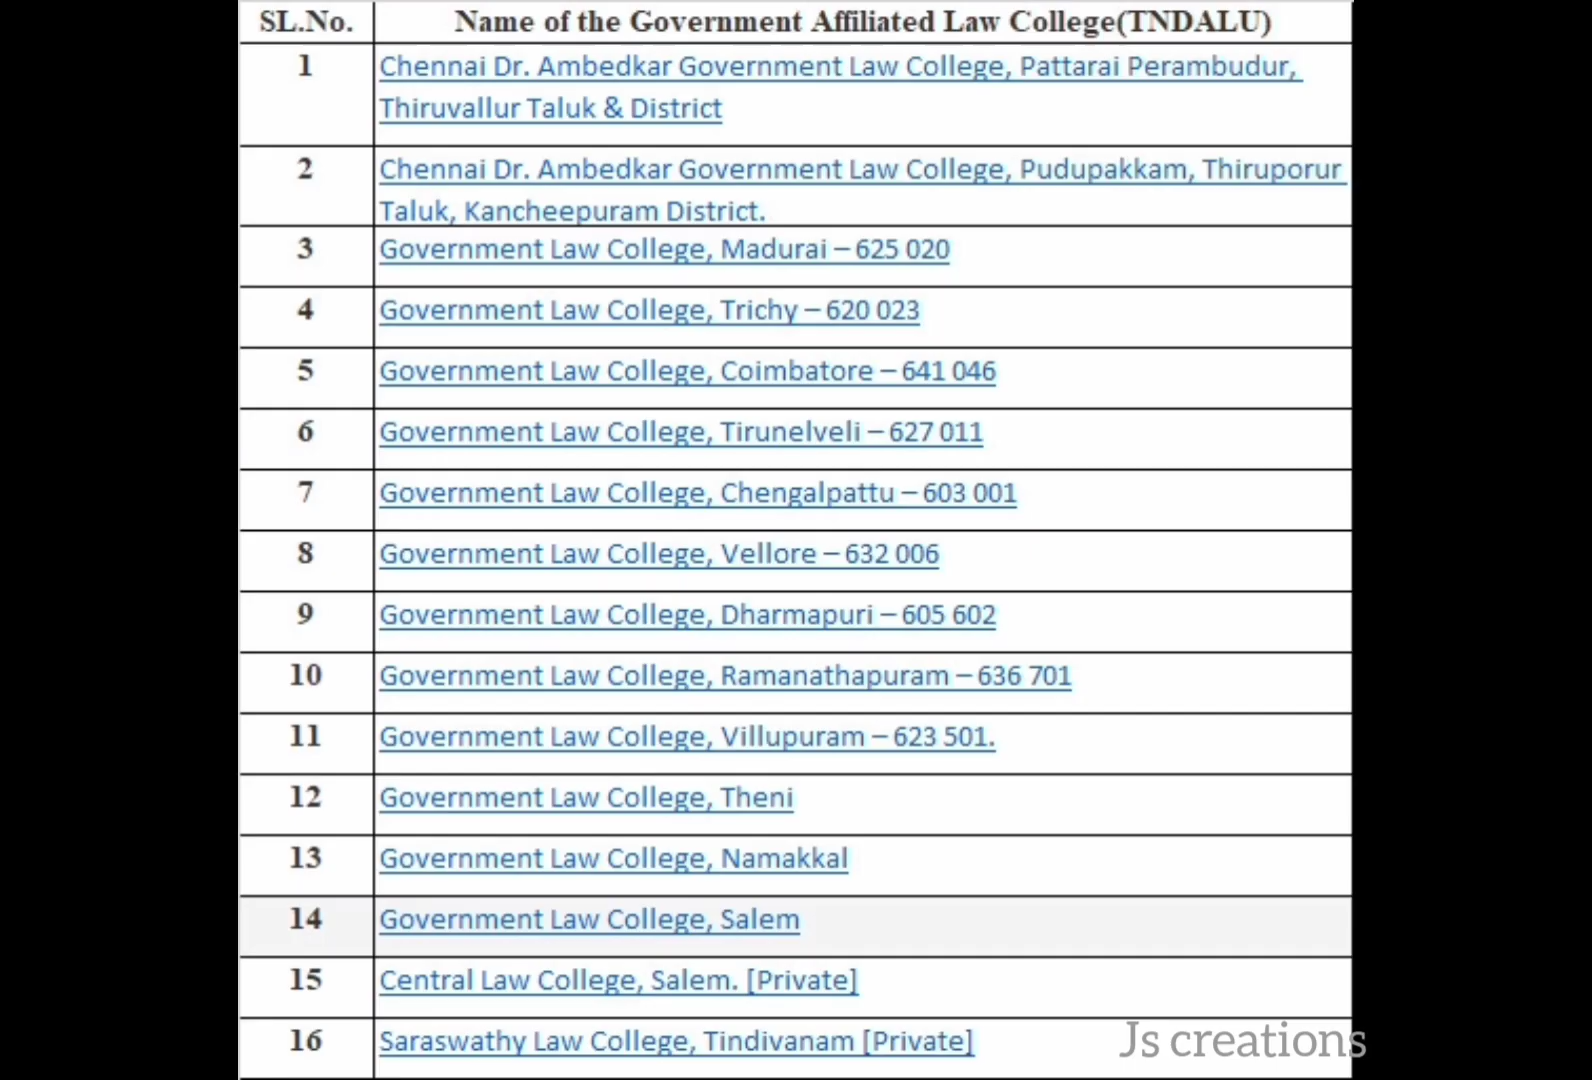 SL.No. Name of the Government Affiliated Law College(TNDALU)
1 Chennai Dr. Ambedkar Government Law College, Pattarai Perambudur,
Thiruvallur Taluk & District
2 Chennai Dr. Ambedkar Government Law College, Pudupakkam, Thiruporur
Taluk, Kancheepuram District.
3 Government Law College, Madurai – 625 020
4 Government Law College, Trichy – 620 023
5 Government Law College, Coimbatore – 641 046
6 Government Law College, Tirunelveli – 627 011
7 Government Law College, Chengalpattu – 603 001
8 Government Law College, Vellore – 632 006
9 Government Law College, Dharmapuri – 605 602
10 Government Law College, Ramanathapuram – 636 701
11 Government Law College, Villupuram – 623 501.
12 Government Law College, Theni
13 Government Law College, Namakkal
14 Government Law College, Salem
15 Central Law College, Salem. [Private]
16 Saraswathy Law College, Tindivanam [Private]
Js creations